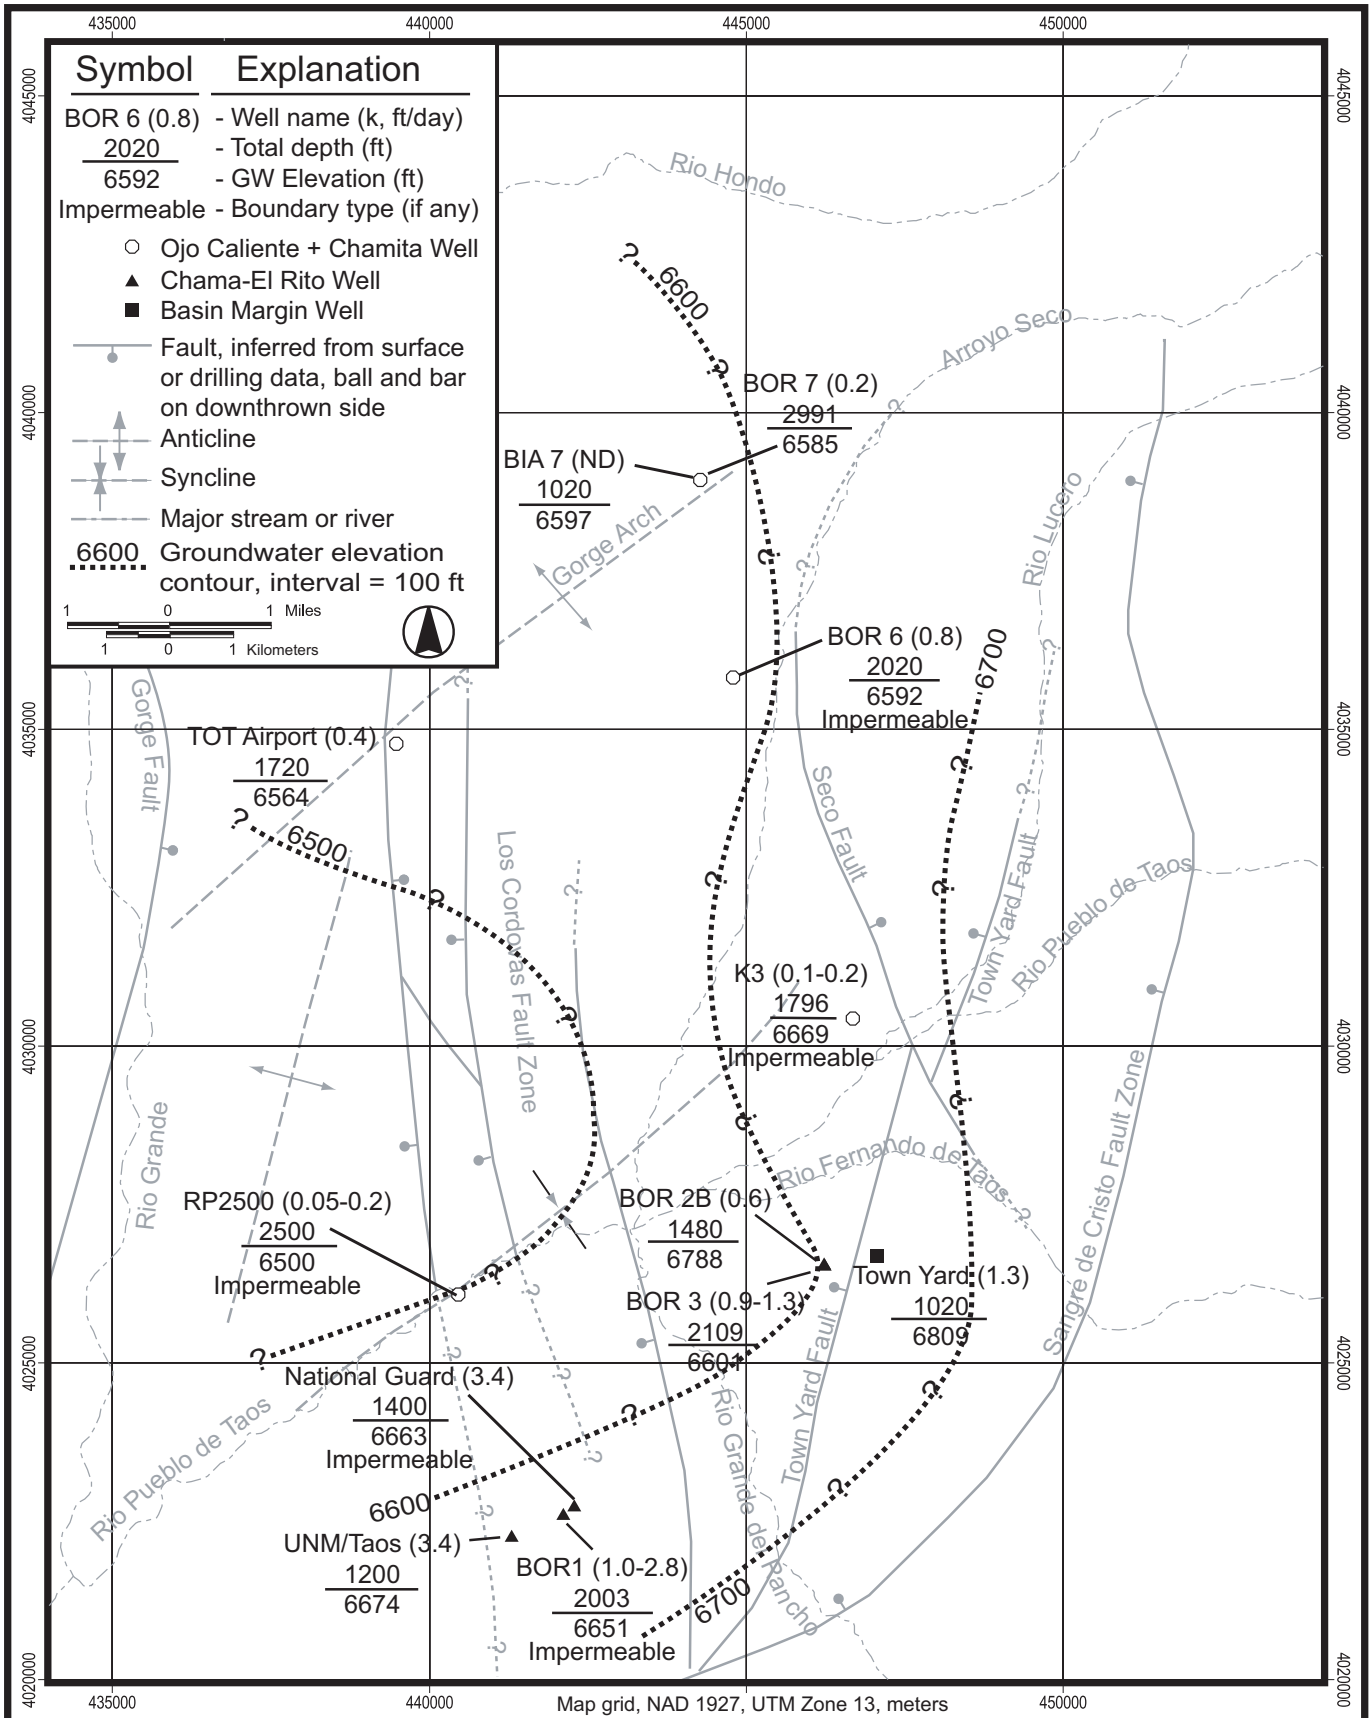 435000
440000
445000
450000
4045000
4045000
Symbol Explanation
BOR 6 (0.8) - Well name (k, ft/day)
2020 - Total depth (ft)
6592 - GW Elevation (ft)
Impermeable - Boundary type (if any)
Ojo Caliente + Chamita Well
Chama-El Rito Well
Basin Margin Well
Fault, inferred from surface
or drilling data, ball and bar
on downthrown side
Anticline
Syncline
Major stream or river
6600 Groundwater elevation
contour, interval = 100 ft
1 0 1 Miles
1 0 1 Kilometers
Rio Hondo
?
6600
Arroyo Seco
?
BOR 7 (0.2)
2991
6585
?
4040000
4040000
BIA 7 (ND)
1020
6597
Gorge Arch
Rio Lucero
?
?
BOR 6 (0.8)
2020
6592
Impermeable
6700
?
?
Gorge Fault
TOT Airport (0.4)
1720
6564
4035000
4035000
?
6500
?
Seco Fault
?
?
Los Cordovas Fault Zone
?
?
?
Town Yard Fault
Rio Pueblo de Taos
K3 (0.1-0.2)
1796
6669
Impermeable
?
4030000
4030000
Rio Grande
?
?
Rio Fernando de Taos
?
Sangre de Cristo Fault Zone
RP2500 (0.05-0.2)
2500
6500
Impermeable
BOR 2B (0.6)
1480
6788
Town Yard (1.3)
1020
6809
BOR 3 (0.9-1.3)
2109
6601
?
?
?
?
?
4025000
4025000
National Guard (3.4)
1400
6663
Impermeable
?
?
?
?
Rio Pueblo de Taos
Rio Grande del Rancho
Town Yard Fault
6600
?
UNM/Taos (3.4)
1200
6674
BOR1 (1.0-2.8)
2003
6651
Impermeable
6700
?
4020000
4020000
435000
440000
Map grid, NAD 1927, UTM Zone 13, meters
450000